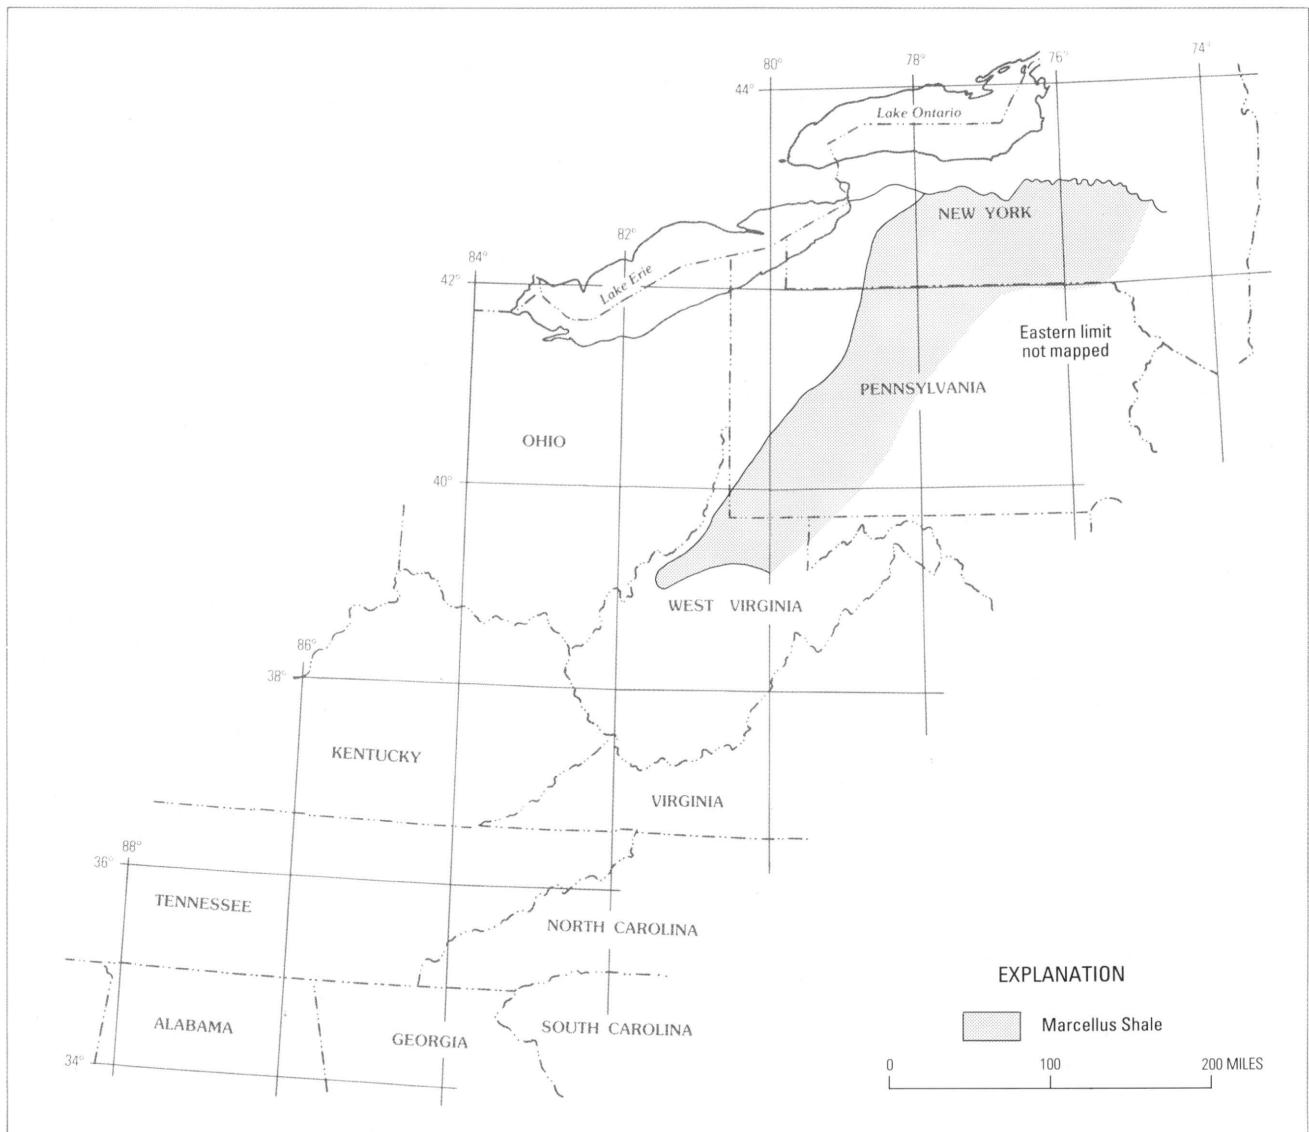 74°
76°
78°
80°
44°
Lake Ontario
NEW YORK
82°
84°
42°
Lake Erie
Eastern limit
not mapped
PENNSYLVANIA
OHIO
40°
WEST VIRGINIA
86°
38°
KENTUCKY
VIRGINIA
88°
36°
TENNESSEE
NORTH CAROLINA
EXPLANATION
Marcellus Shale
ALABAMA
GEORGIA
SOUTH CAROLINA
34°
0 100 200 MILES